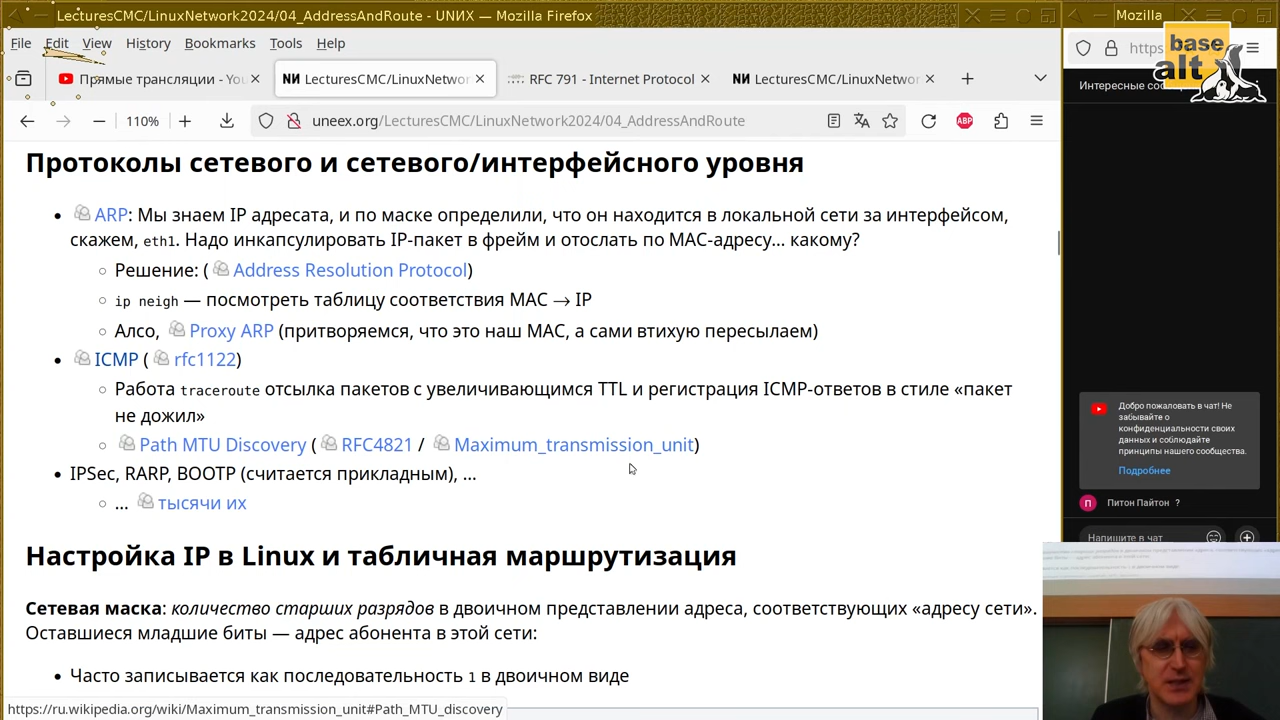 LecturesCMC/LinuxNetwork2024/04_AddressAndRoute - UNИX — Mozilla Firefox
Mozilla
File Edit View History Bookmarks Tools Help
Прямые трансляции - You
LecturesCMC/LinuxNetwor
RFC 791 - Internet Protocol
LecturesCMC/LinuxNetwor
https
base
alt
110%
uneex.org/LecturesCMC/LinuxNetwork2024/04_AddressAndRoute
ABP
Интересные соо
Протоколы сетевого и сетевого/интерфейсного уровня
ARP: Мы знаем IP адресата, и по маске определили, что он находится в локальной сети за интерфейсом,
скажем, eth1. Надо инкапсулировать IP-пакет в фрейм и отослать по MAC-адресу… какому?
Решение: ( Address Resolution Protocol)
ip neigh — посмотреть таблицу соответствия MAC → IP
Алсо, Proxy ARP (притворяемся, что это наш MAC, а сами втихую пересылаем)
ICMP ( rfc1122)
Работа traceroute отсылка пакетов с увеличивающимся TTL и регистрация ICMP-ответов в стиле «пакет
не дожил»
Path MTU Discovery ( RFC4821 / Maximum_transmission_unit)
IPSec, RARP, BOOTP (считается прикладным), …
… тысячи их
Настройка IP в Linux и табличная маршрутизация
Сетевая маска: количество старших разрядов в двоичном представлении адреса, соответствующих «адресу сети».
Оставшиеся младшие биты — адрес абонента в этой сети:
Часто записывается как последовательность 1 в двоичном виде
https://ru.wikipedia.org/wiki/Maximum_transmission_unit#Path_MTU_discovery
Добро пожаловать в чат! Не
забывайте о
конфиденциальности своих
данных и соблюдайте
принципы нашего сообщества.
Подробнее
П Питон Пайтон ?
Напишите в чат